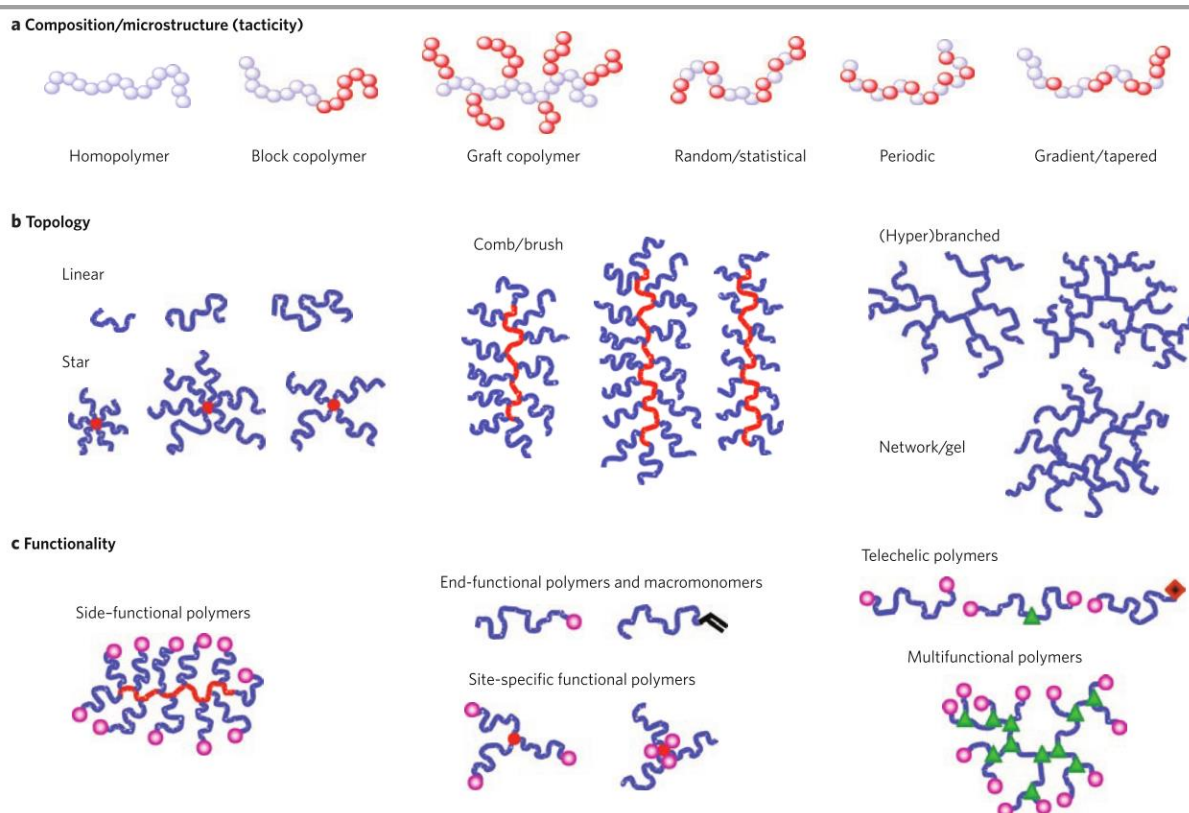 a Composition/microstructure (tacticity)
Homopolymer
Block copolymer
Graft copolymer
Random/statistical
Periodic
Gradient/tapered
b Topology
Linear
Star
Comb/brush
(Hyper)branched
Network/gel
c Functionality
Side–functional polymers
End-functional polymers and macromonomers
Site-specific functional polymers
Telechelic polymers
Multifunctional polymers